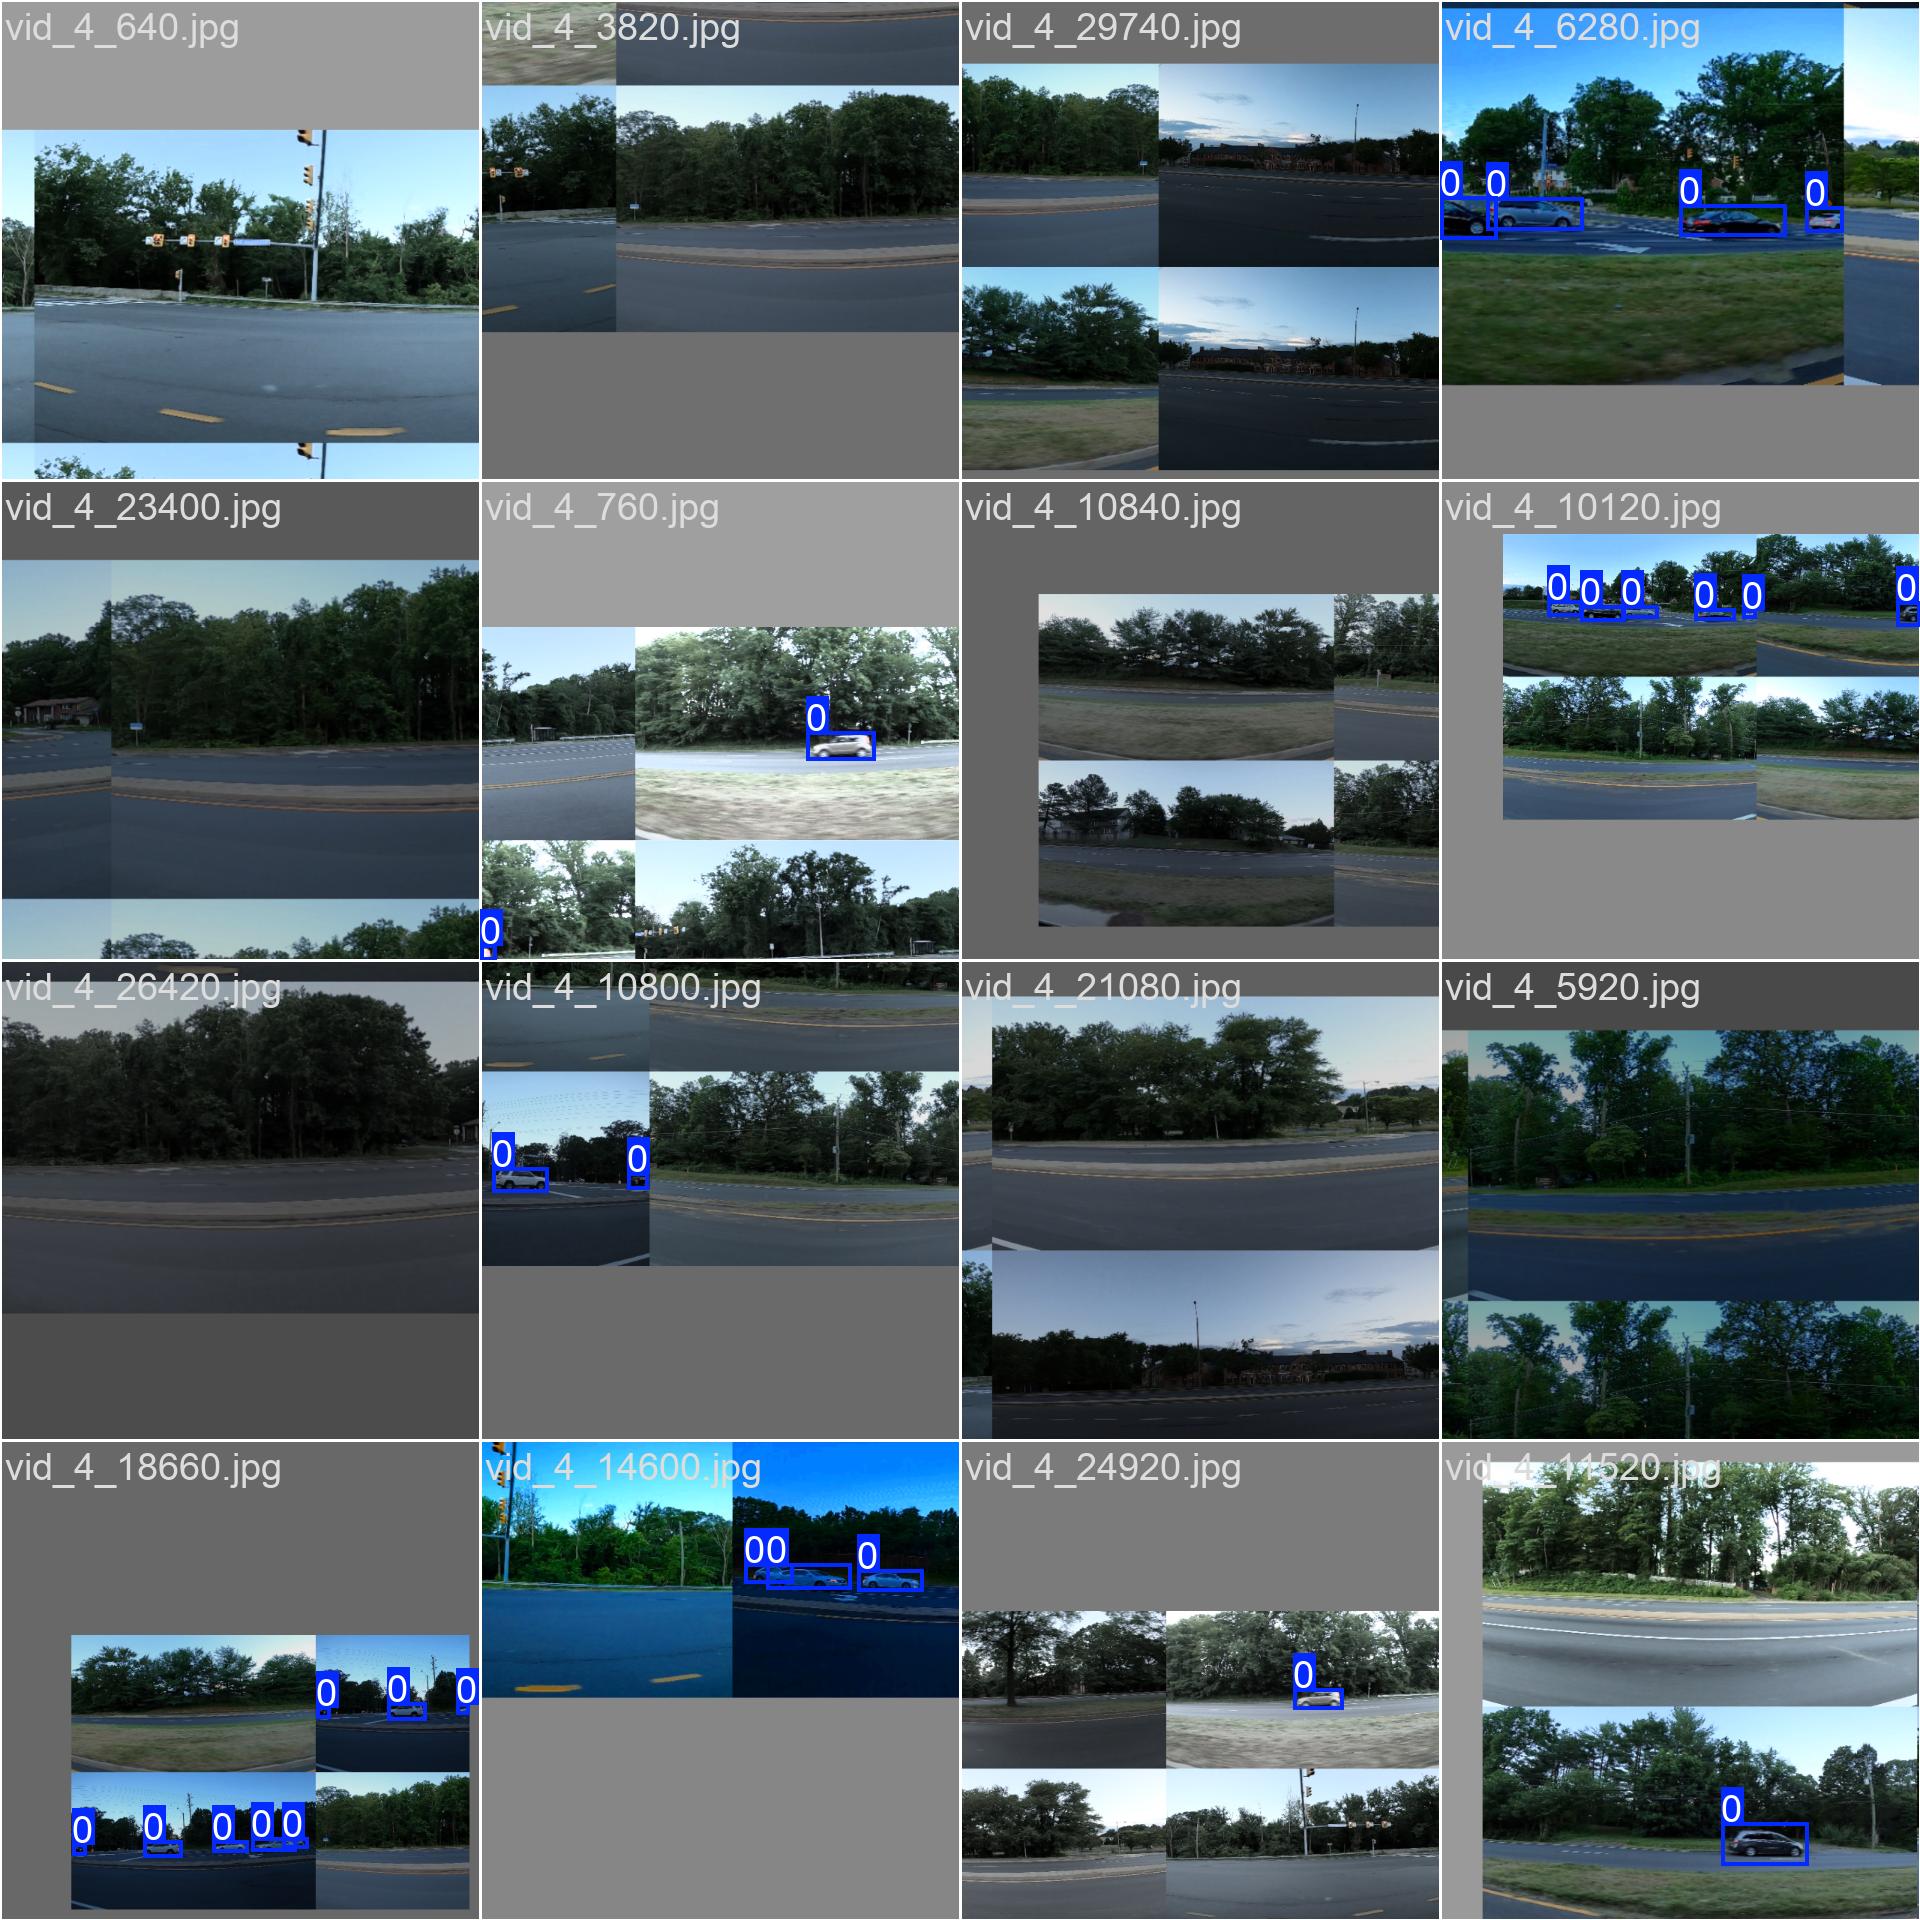 vid_4_640.jpg
vid_4_3820.jpg
vid_4_29740.jpg
vid_4_6280.jpg
0 0 0 0
vid_4_23400.jpg
vid_4_760.jpg
vid_4_10840.jpg
vid_4_10120.jpg
0 0 0 0 0 0
0
0
vid_4_26420.jpg
vid_4_10800.jpg
vid_4_21080.jpg
vid_4_5920.jpg
0 0
vid_4_18660.jpg
vid_4_14600.jpg
vid_4_24920.jpg
vid_4_11520.jpg
0 0 0
0
0 0 0
0
0 0 0 0 0